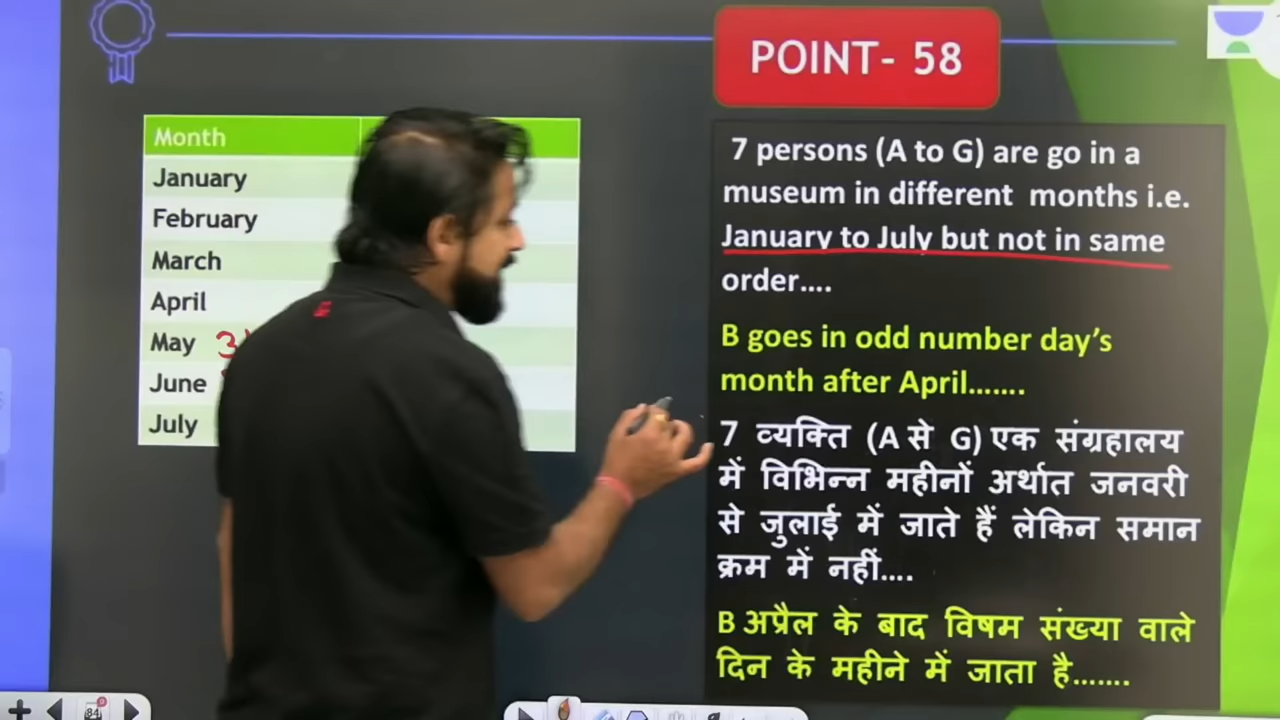 POINT- 58
Month
January
February
March
April
May 3
June
July
7 persons (A to G) are go in a
museum in different months i.e.
January to July but not in same
order....
B goes in odd number day's
month after April.......
7 व्यक्ति (A से G) एक संग्रहालय
में विभिन्न महीनों अर्थात जनवरी
से जुलाई में जाते हैं लेकिन समान
क्रम में नहीं....
B अप्रैल के बाद विषम संख्या वाले
दिन के महीने में जाता है.......
84